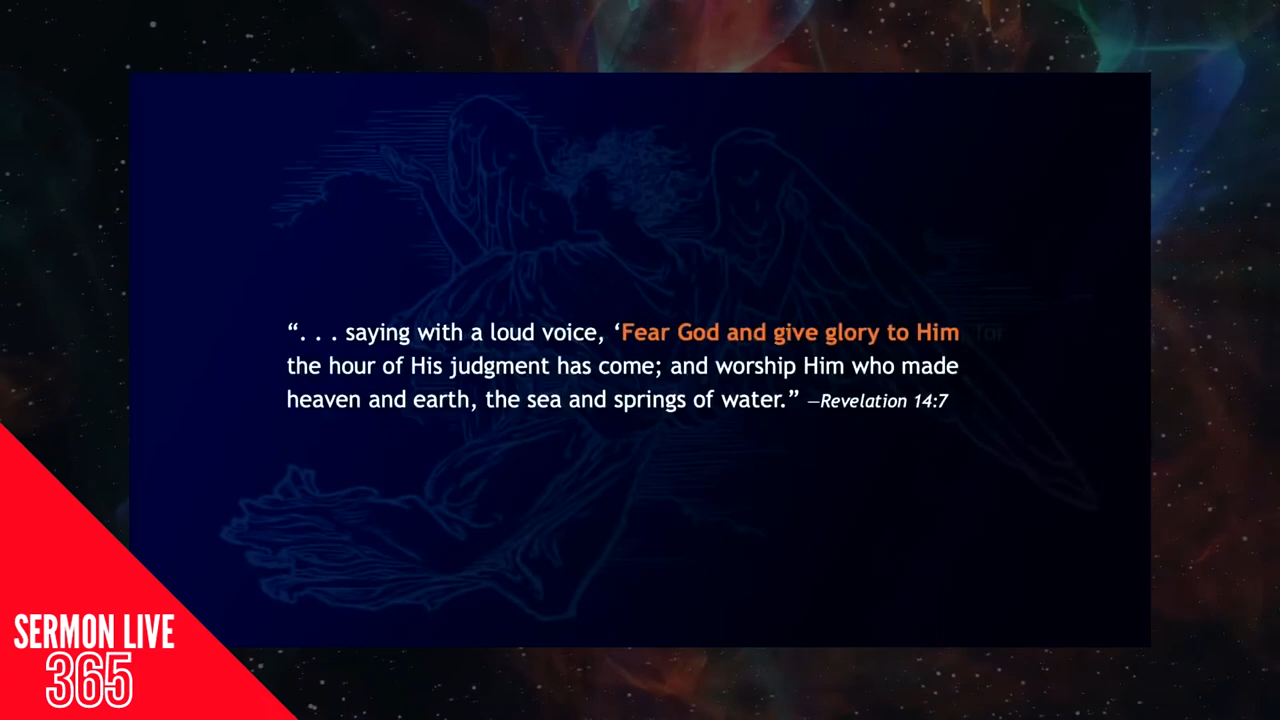 “. . . saying with a loud voice, ‘Fear God and give glory to Him for
the hour of His judgment has come; and worship Him who made
heaven and earth, the sea and springs of water.” —Revelation 14:7
SERMON LIVE
365